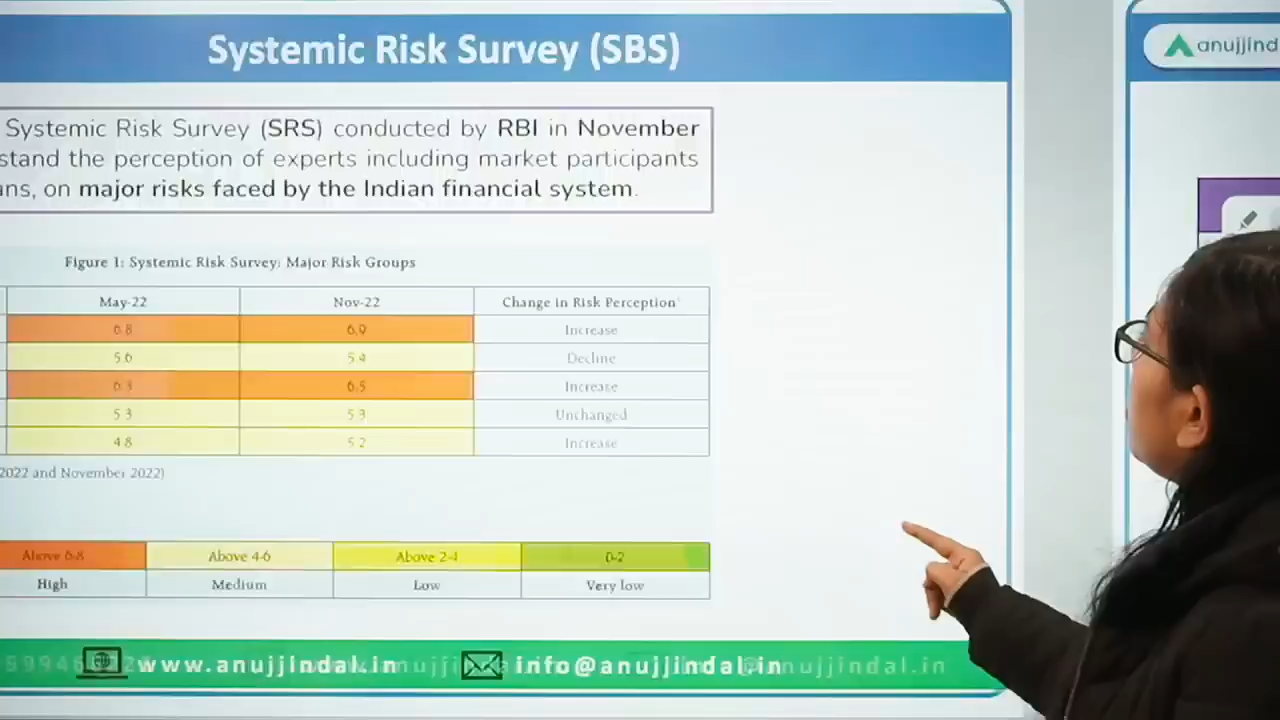 Systemic Risk Survey (SBS)
anujjind
Systemic Risk Survey (SRS) conducted by RBI in November
stand the perception of experts including market participants
ans, on major risks faced by the Indian financial system.
Figure 1: Systemic Risk Survey: Major Risk Groups
May-22 Nov-22 Change in Risk Perception
6.8 6.9 Increase
5.6 5.4 Decline
6.3 6.5 Increase
5.3 5.3 Unchanged
4.8 5.2 Increase
2022 and November 2022)
Above 6-8 Above 4-6 Above 2-4 0-2
High Medium Low Very low
www.anujjindal.in info@anujjindal.in anujjindal.in